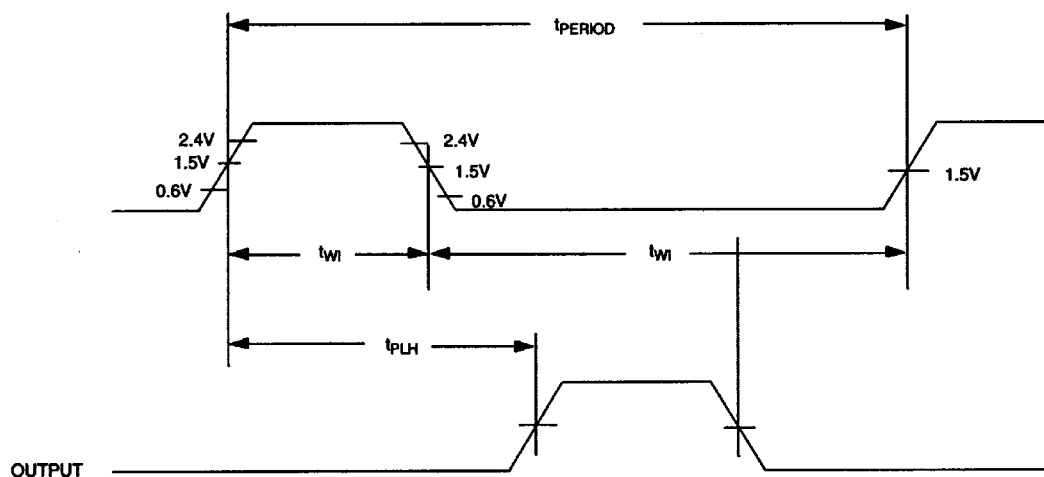 tPERIOD
2.4V
2.4V
1.5V
1.5V
1.5V
0.6V
0.6V
tWI
tWI
tPLH
OUTPUT